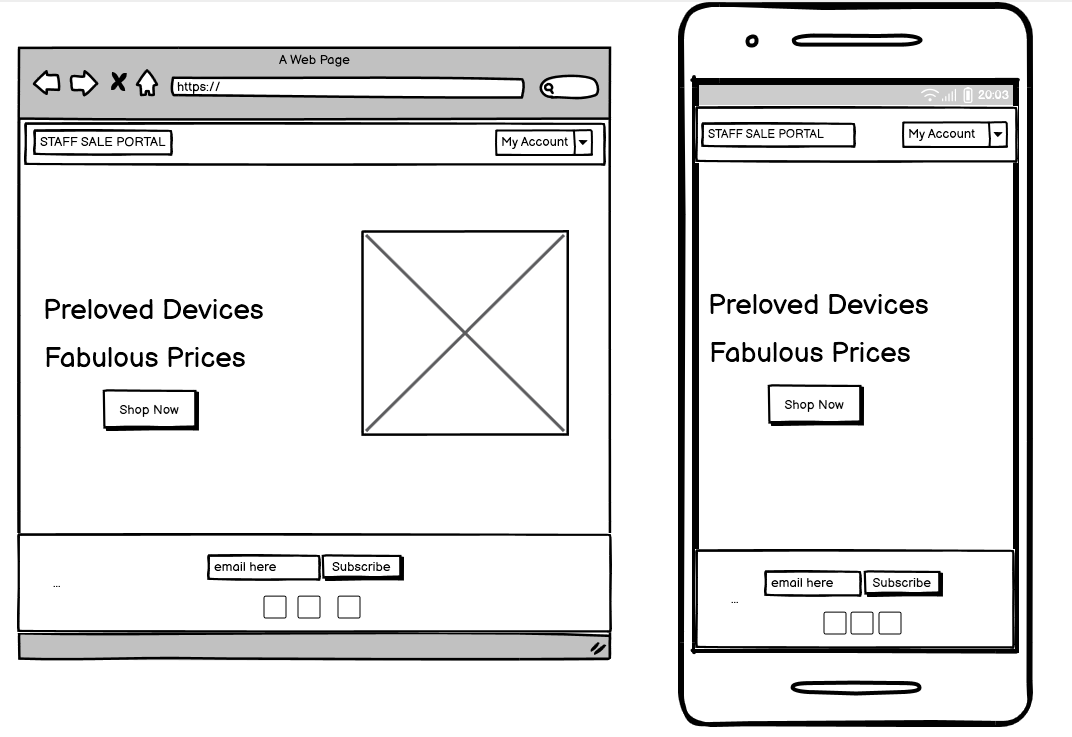 A Web Page
https://
STAFF SALE PORTAL
My Account
Preloved Devices
Fabulous Prices
Shop Now
email here
Subscribe
...
20:03
STAFF SALE PORTAL
My Account
Preloved Devices
Fabulous Prices
Shop Now
email here
Subscribe
...